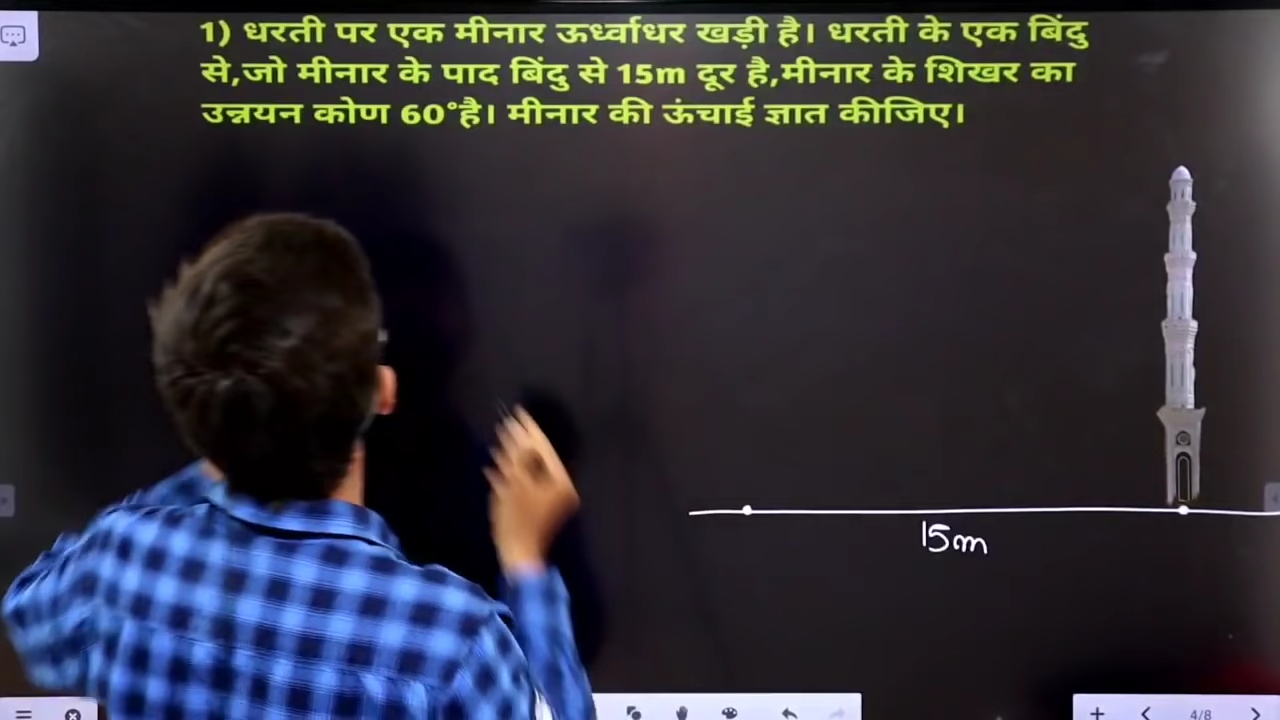 1) धरती पर एक मीनार ऊर्ध्वाधर खड़ी है। धरती के एक बिंदु
से,जो मीनार के पाद बिंदु से 15m दूर है,मीनार के शिखर का
उन्नयन कोण 60°है। मीनार की ऊंचाई ज्ञात कीजिए।
15m
4/8